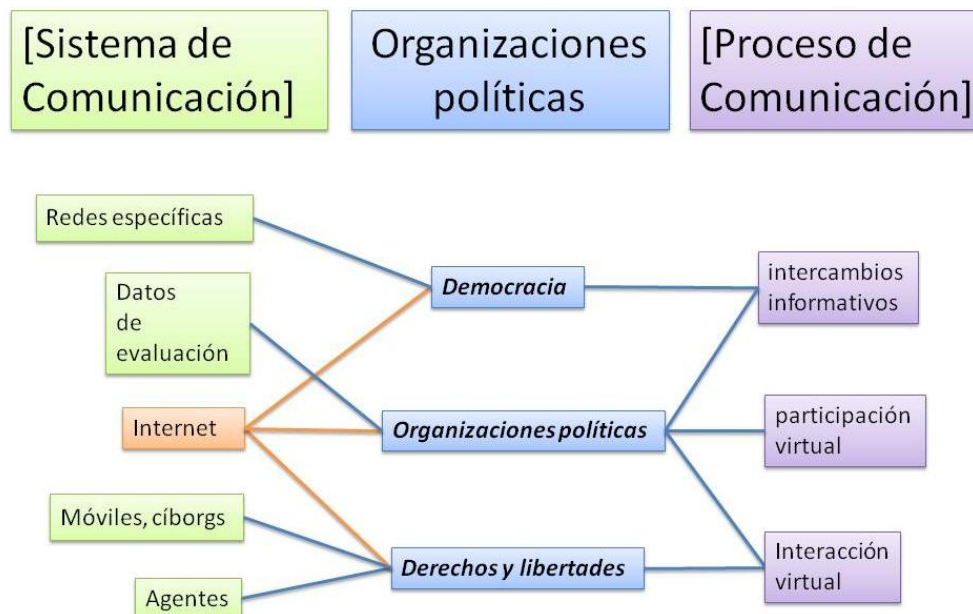 [Sistema de
Comunicación]
Organizaciones
políticas
[Proceso de
Comunicación]
Redes específicas
Datos
de
evaluación
Internet
Móviles, cíborgs
Agentes
Democracia
Organizaciones políticas
Derechos y libertades
intercambios
informativos
participación
virtual
Interacción
virtual